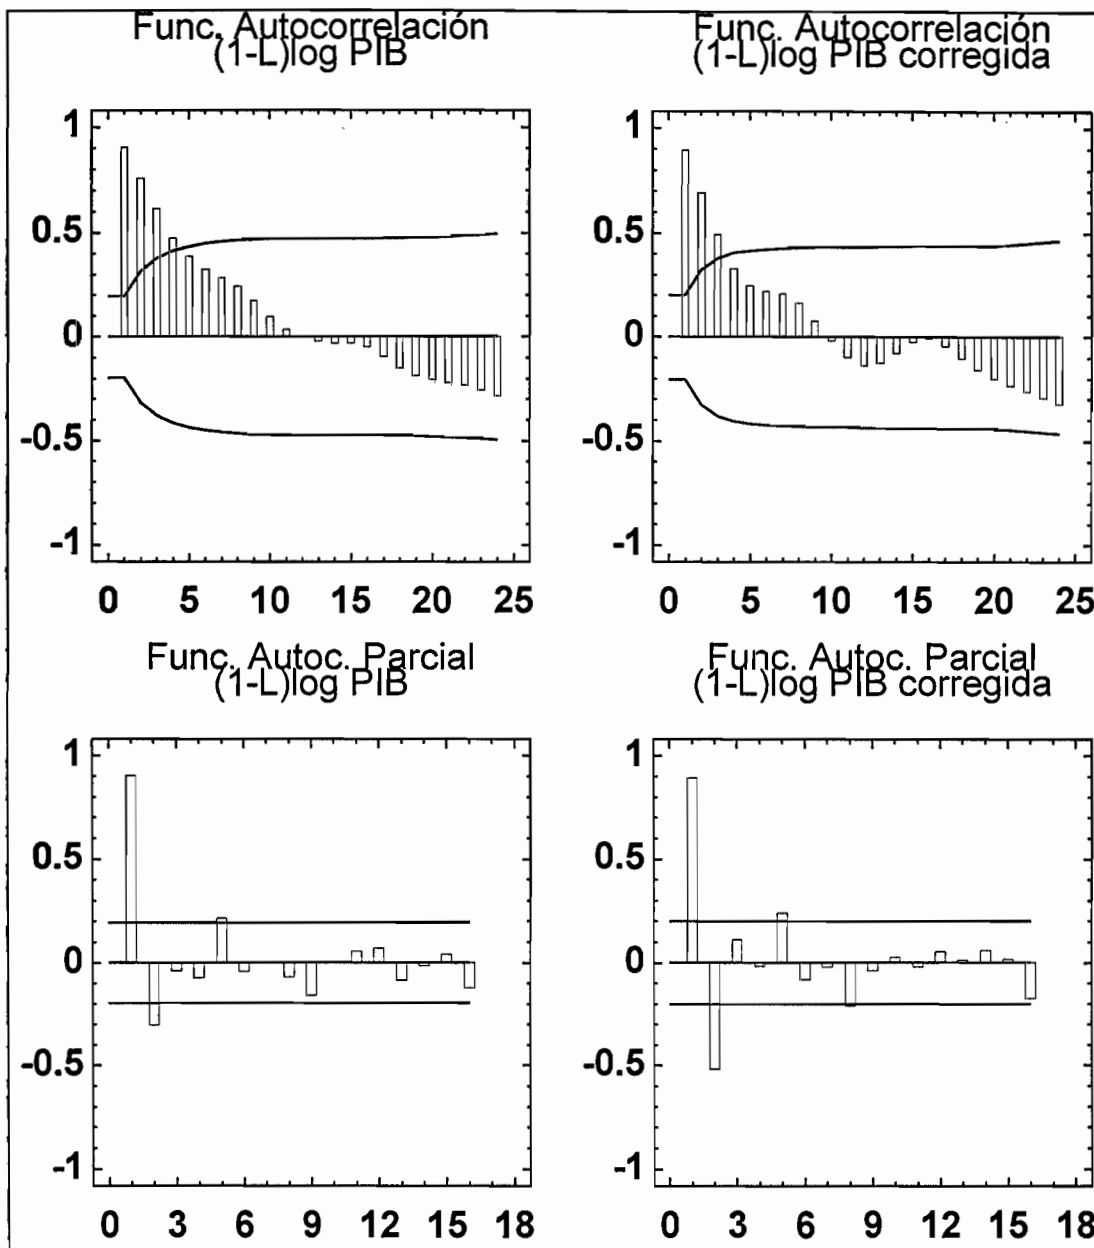 Func. Autocorrelación
(1-L)log PIB
1
0.5
0
-0.5
-1
0 5 10 15 20 25
Func. Autocorrelación
(1-L)log PIB corregida
1
0.5
0
-0.5
-1
0 5 10 15 20 25
Func. Autoc. Parcial
(1-L)log PIB
1
0.5
0
-0.5
-1
0 3 6 9 12 15 18
Func. Autoc. Parcial
(1-L)log PIB corregida
1
0.5
0
-0.5
-1
0 3 6 9 12 15 18